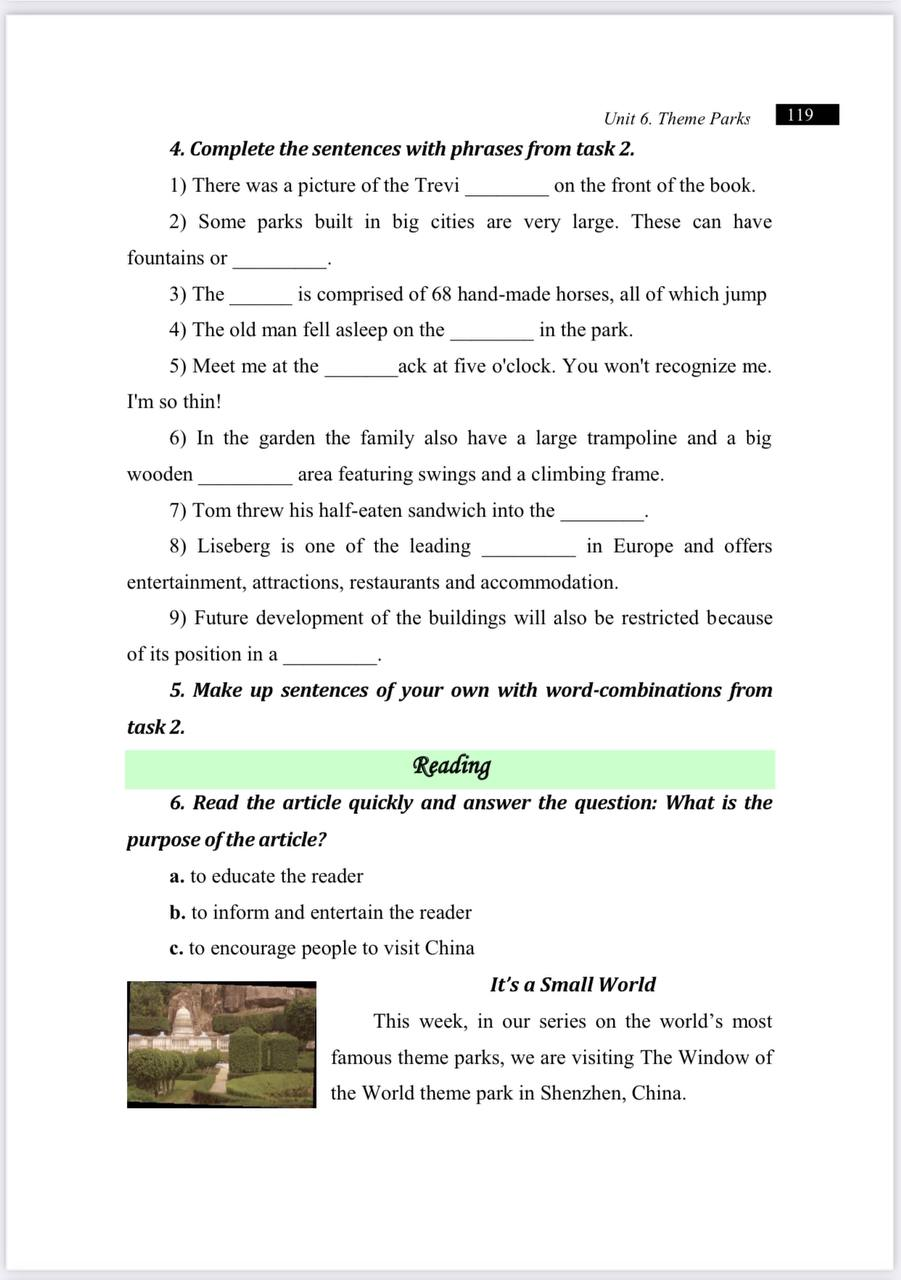 Unit 6. Theme Parks 119
4. Complete the sentences with phrases from task 2.
1) There was a picture of the Trevi ________ on the front of the book.
2) Some parks built in big cities are very large. These can have
fountains or _________.
3) The ______ is comprised of 68 hand-made horses, all of which jump
4) The old man fell asleep on the ________ in the park.
5) Meet me at the _______ack at five o'clock. You won't recognize me.
I'm so thin!
6) In the garden the family also have a large trampoline and a big
wooden _________ area featuring swings and a climbing frame.
7) Tom threw his half-eaten sandwich into the ________.
8) Liseberg is one of the leading _________ in Europe and offers
entertainment, attractions, restaurants and accommodation.
9) Future development of the buildings will also be restricted because
of its position in a _________.
5. Make up sentences of your own with word-combinations from
task 2.
Reading
6. Read the article quickly and answer the question: What is the
purpose of the article?
a. to educate the reader
b. to inform and entertain the reader
c. to encourage people to visit China
It's a Small World
This week, in our series on the world's most
famous theme parks, we are visiting The Window of
the World theme park in Shenzhen, China.